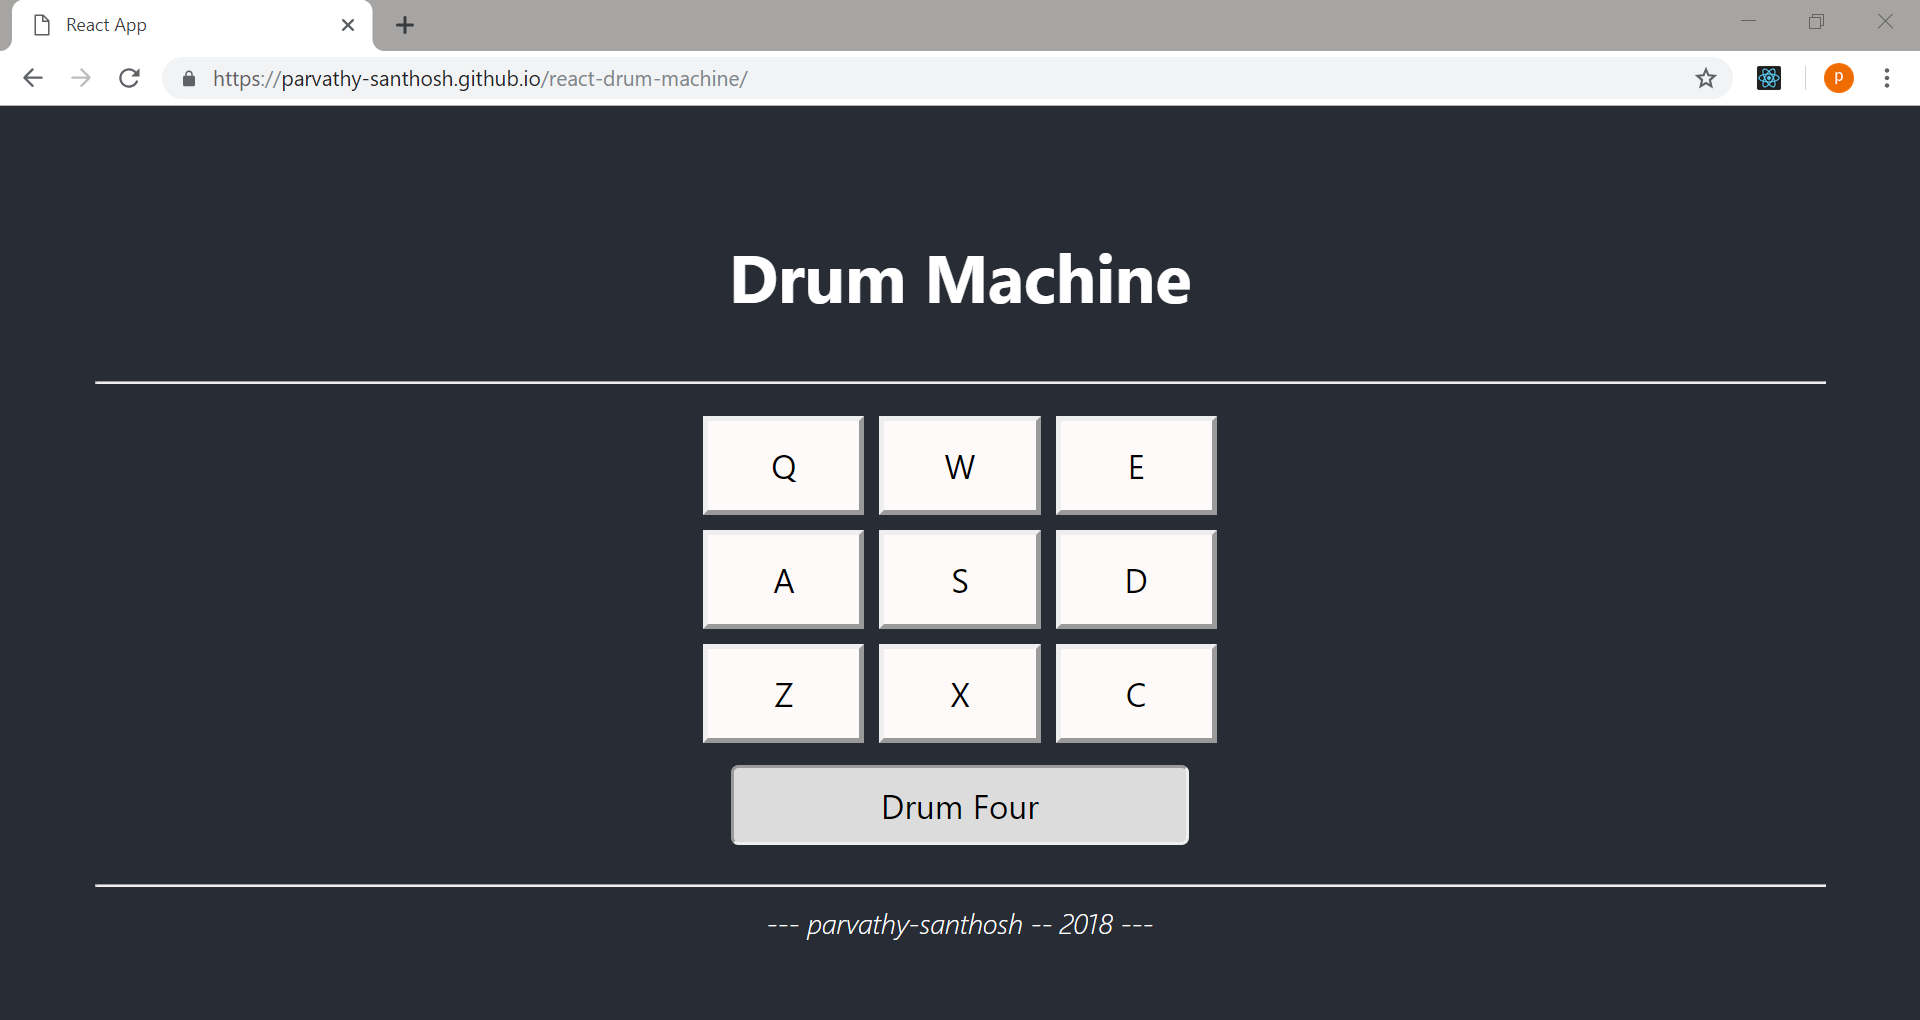 React App
https://parvathy-santhosh.github.io/react-drum-machine/
p
Drum Machine
Q W E
A S D
Z X C
Drum Four
--- parvathy-santhosh -- 2018 ---